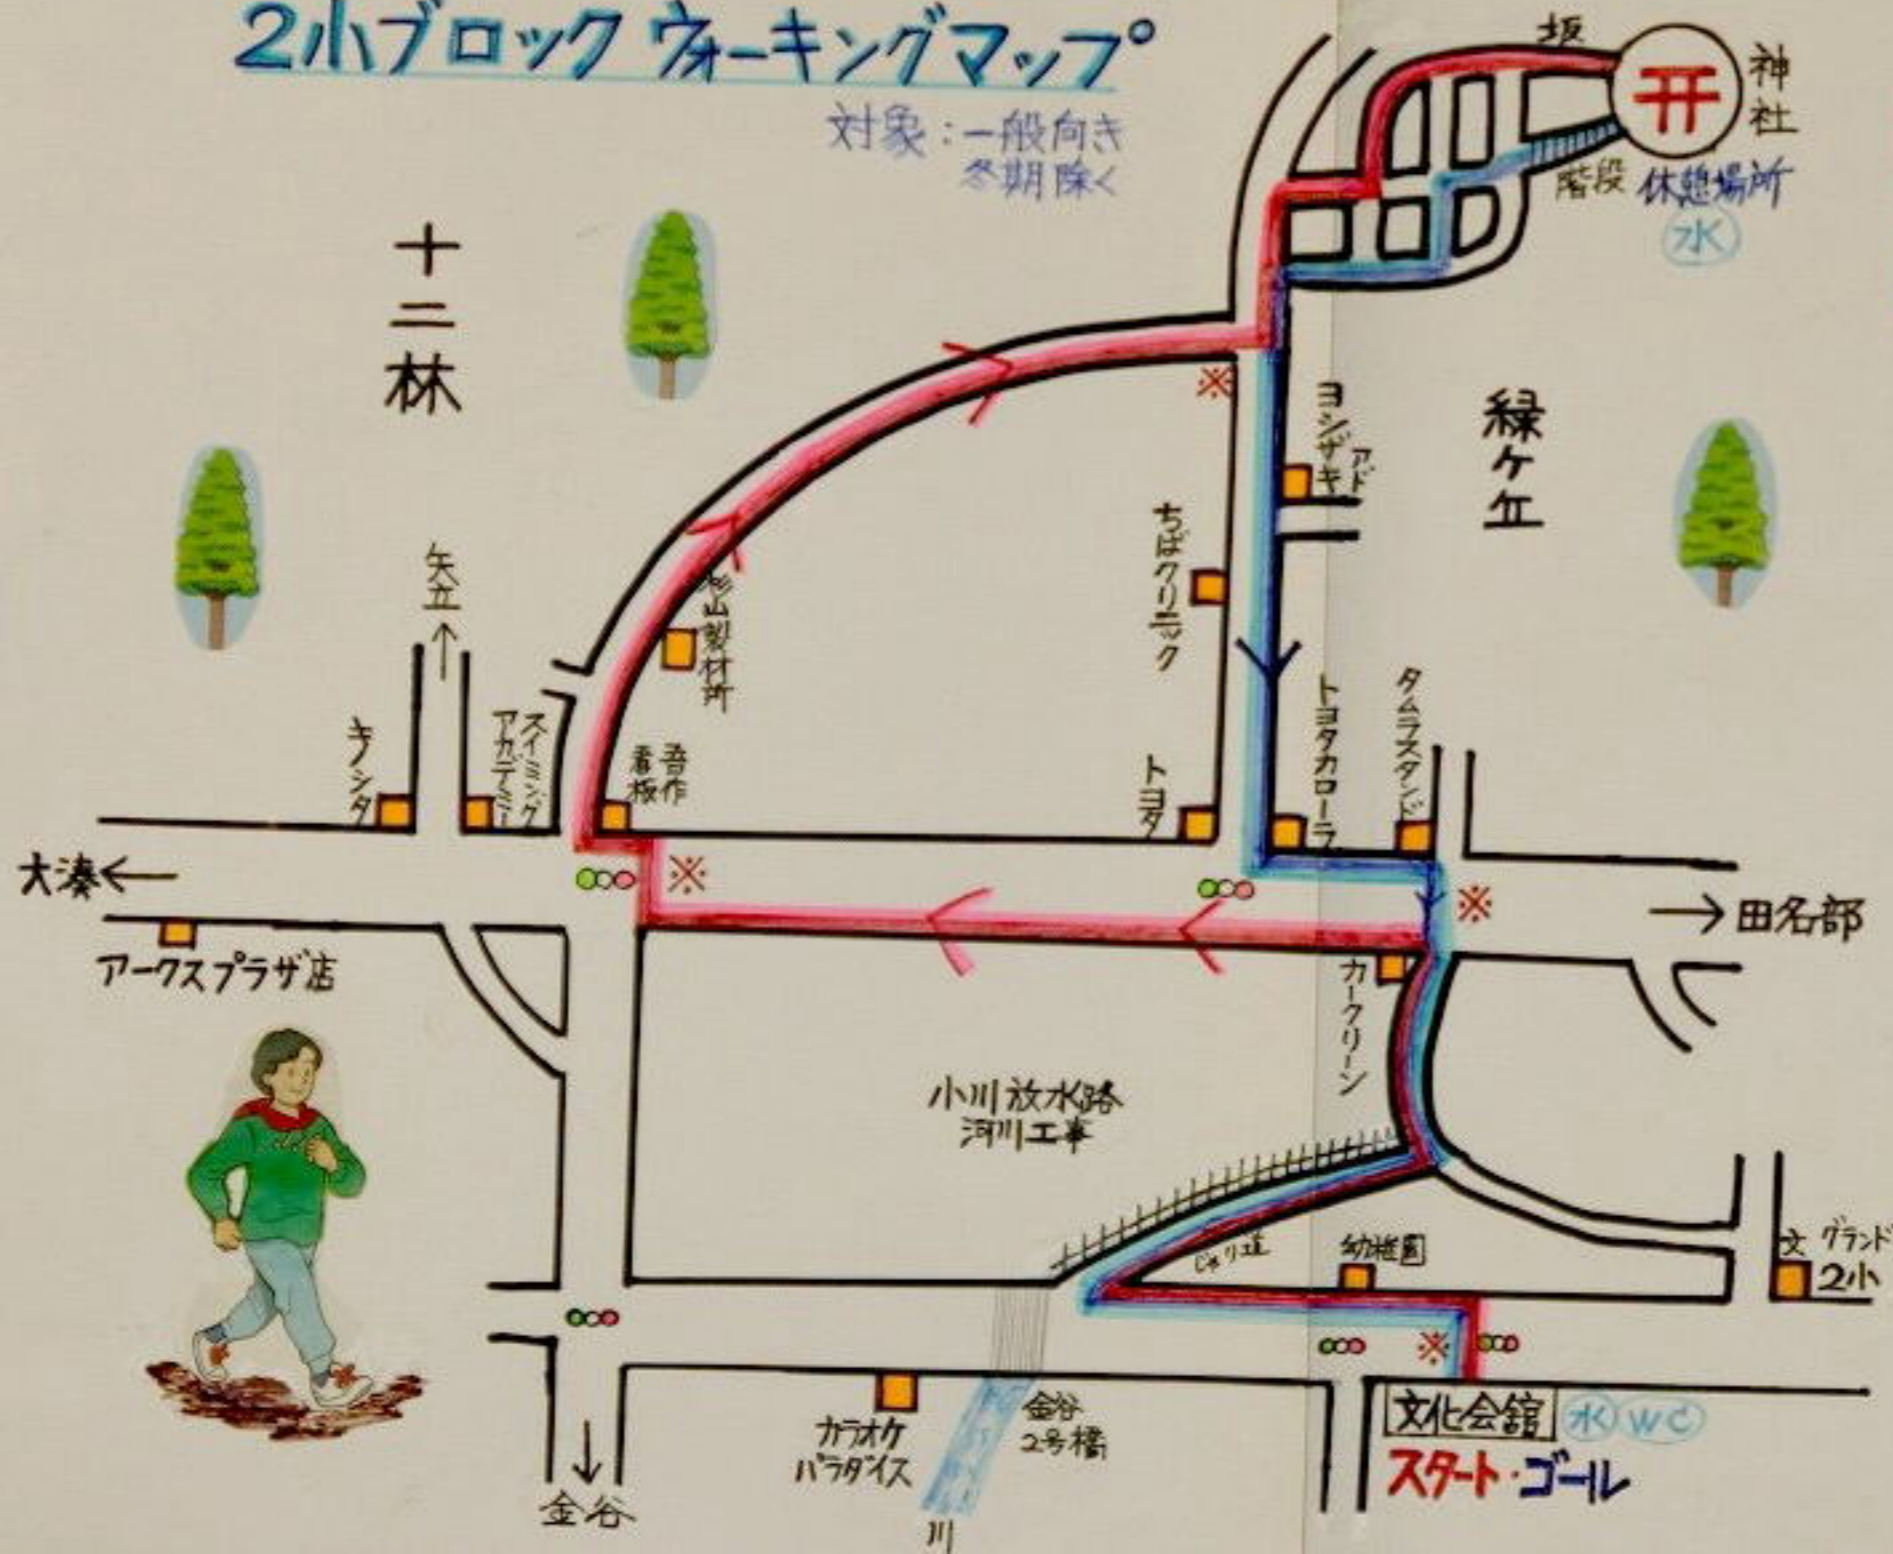 2小ブロック ウォーキングマップ
対象：一般向き
冬期除く
坂
神社
階段
休憩場所
水
十二林
緑ケ丘
※
ヨシザキ
アド
ちばクリニック
矢立
↑
杉山製材所
キノシタ
スイミング
アカデミー
吾作
看板
トヨタ
トヨタカローラ
タムラスタンド
大湊←
※
※
→田名部
アークスプラザ店
カークリーン
小川放水路
河川工事
じゃり道
幼稚園
文 グランド
2小
※
カラオケ
パラダイス
金谷
2号橋
文化会館 水 WC
スタート・ゴール
↓
金谷
川